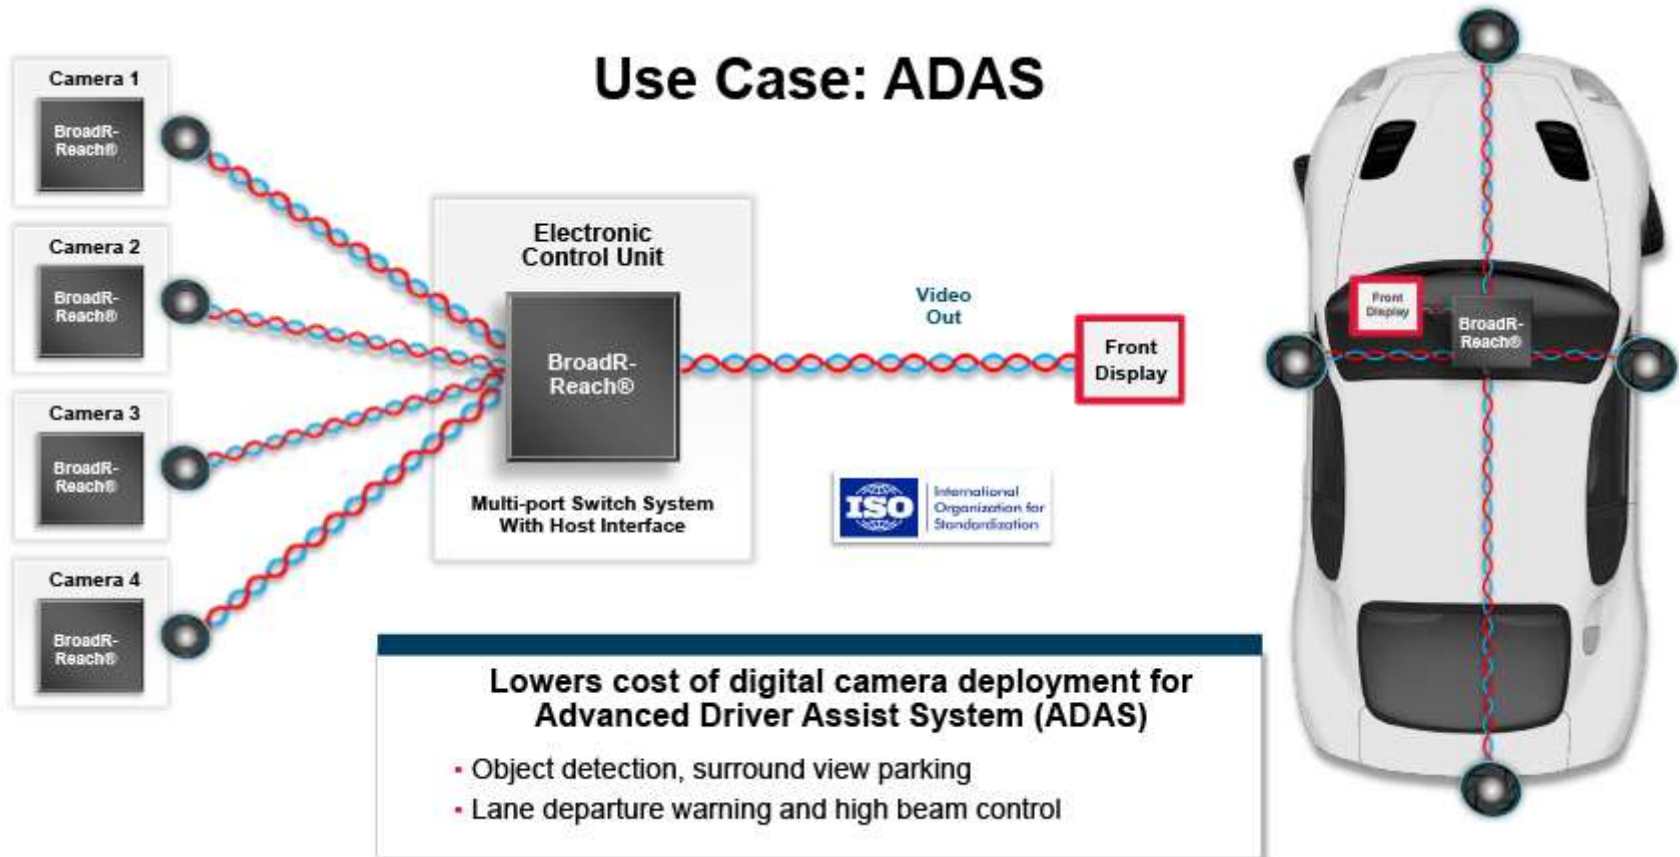 Use Case: ADAS
Camera 1
BroadR-
Reach®
Camera 2
BroadR-
Reach®
Camera 3
BroadR-
Reach®
Camera 4
BroadR-
Reach®
Electronic
Control Unit
BroadR-
Reach®
Multi-port Switch System
With Host Interface
Video
Out
Front
Display
ISO
International
Organization for
Standardization
Front
Display
BroadR-
Reach®
Lowers cost of digital camera deployment for
Advanced Driver Assist System (ADAS)
▪ Object detection, surround view parking
▪ Lane departure warning and high beam control